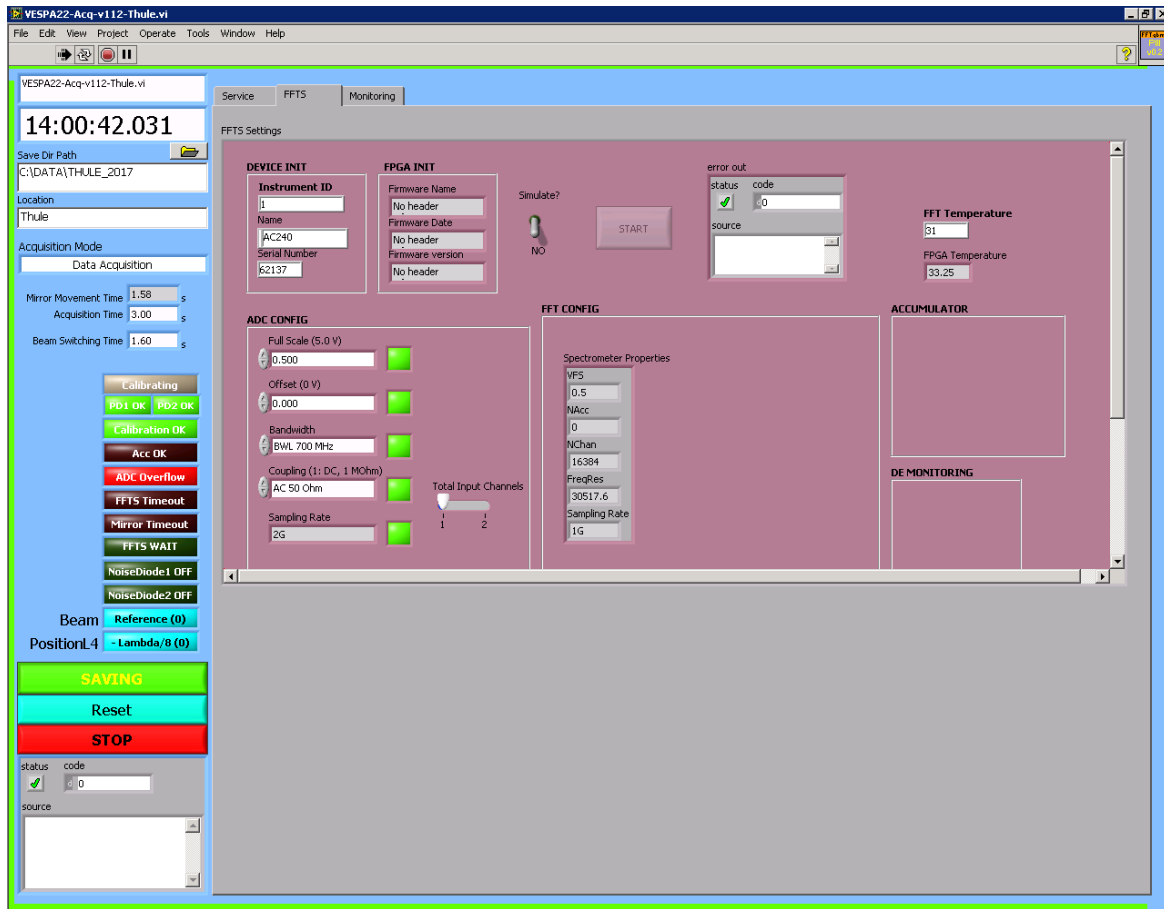 VESPA22-Acq-v112-Thule.vi
File Edit View Project Operate Tools Window Help
VESPA22-Acq-v112-Thule.vi
14:00:42.031
Save Dir Path
C:\DATA\THULE_2017
Location
Thule
Acquisition Mode
Data Acquisition
Mirror Movement Time 1.58 s
Acquisition Time 3.00 s
Beam Switching Time 1.60 s
Calibrating
PD1 OK PD2 OK
Calibration OK
Acc OK
ADC Overflow
FFTS Timeout
Mirror Timeout
FFTS WAIT
NoiseDiode1 OFF
NoiseDiode2 OFF
Beam Reference (0)
PositionL4 - Lambda/8 (0)
SAVING
Reset
STOP
status code
d 0
source
Service FFTS Monitoring
FFTS Settings
DEVICE INIT
Instrument ID
1
Name
AC240
Serial Number
62137
FPGA INIT
Firmware Name
No header
Firmware Date
No header
Firmware version
No header
Simulate?
NO
START
error out
status code
d 0
source
FFT Temperature
31
FPGA Temperature
33.25
ADC CONFIG
Full Scale (5.0 V)
0.500
Offset (0 V)
0.000
Bandwidth
BWL 700 MHz
Coupling (1: DC, 1 MOhm)
AC 50 Ohm
Sampling Rate
2G
Total Input Channels
1 2
FFT CONFIG
Spectrometer Properties
VFS
0.5
NAcc
0
NChan
16384
FreqRes
30517.6
Sampling Rate
1G
ACCUMULATOR
DE MONITORING